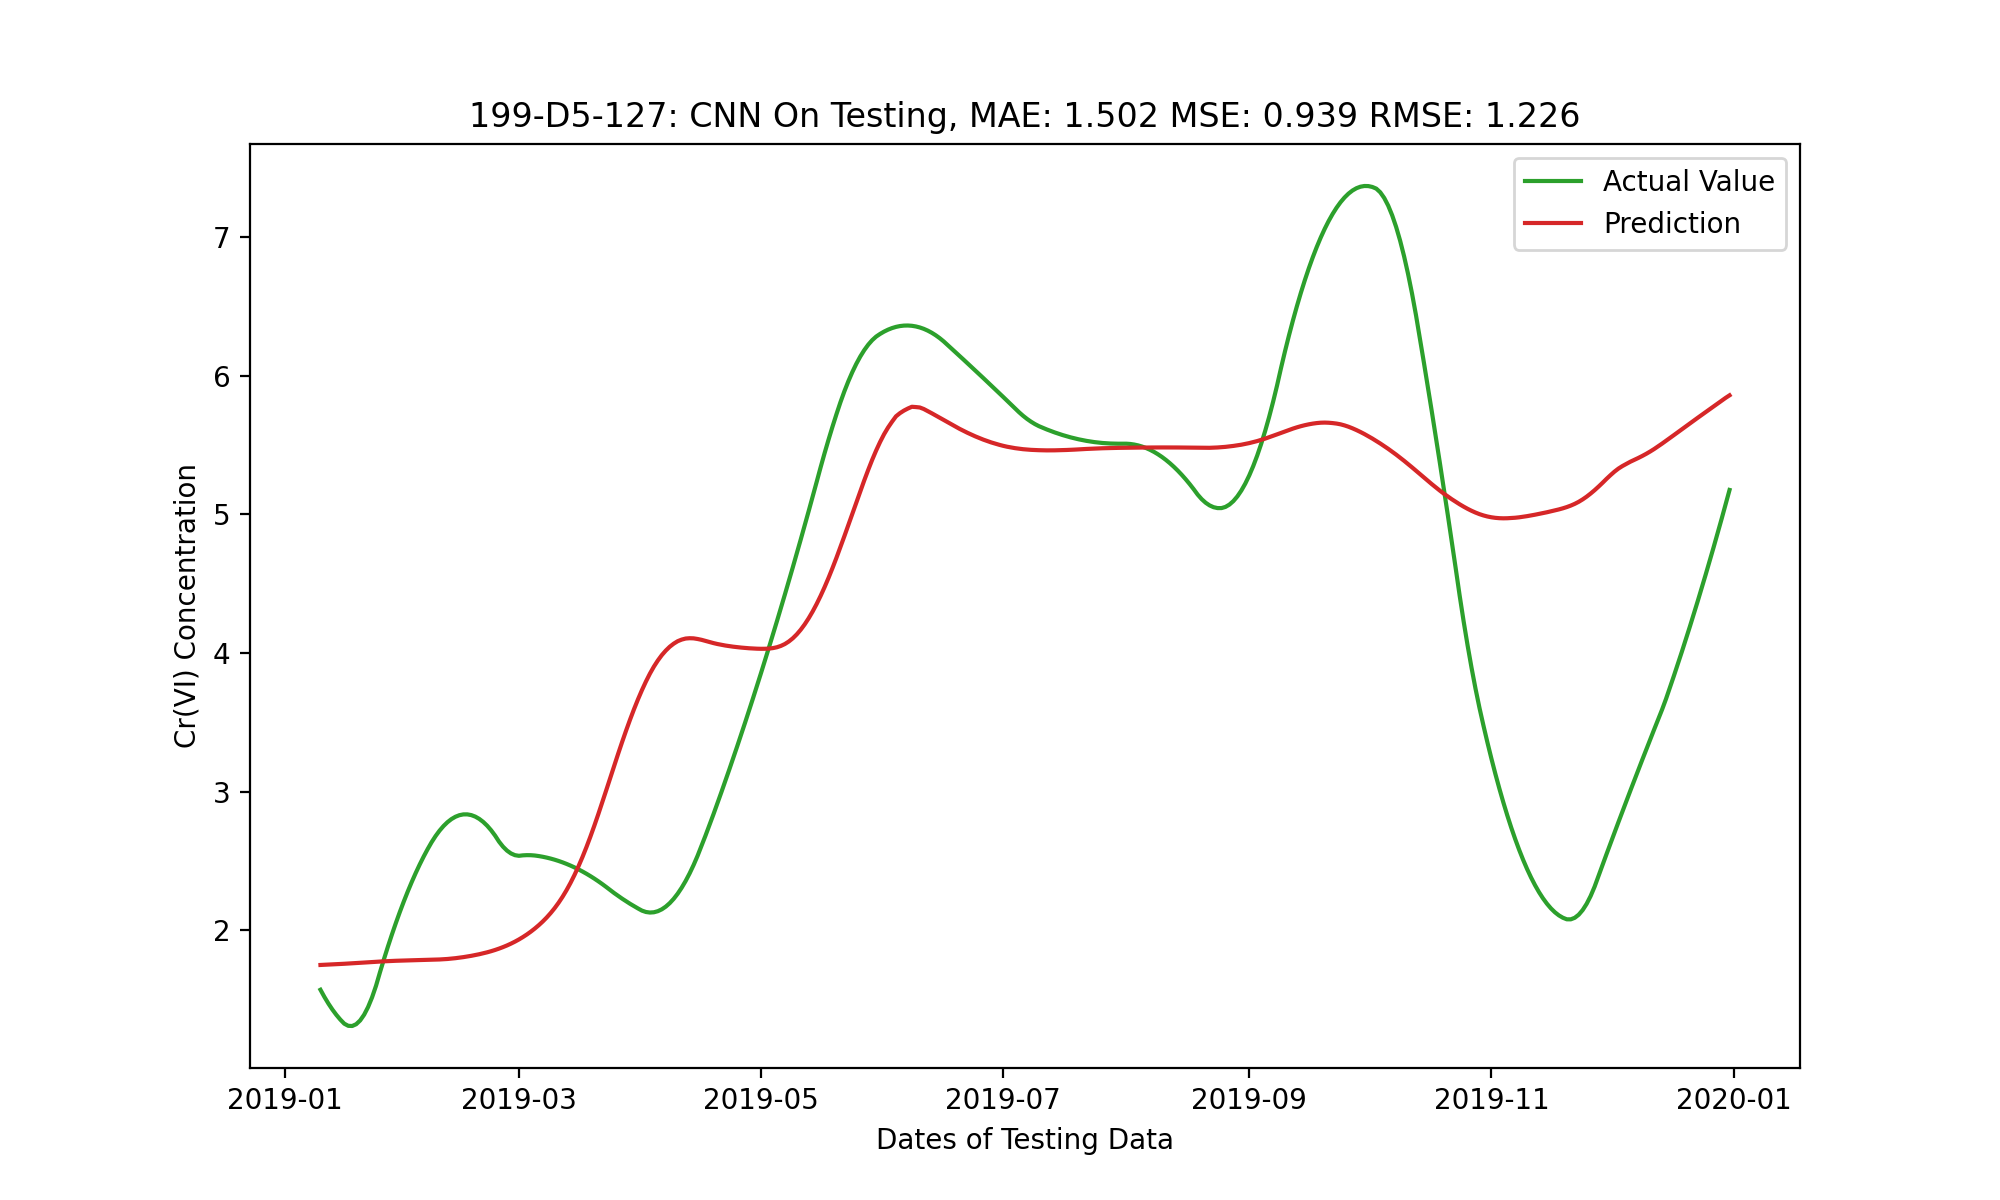 199-D5-127: CNN On Testing, MAE: 1.502 MSE: 0.939 RMSE: 1.226
Actual Value
Prediction
Cr(VI) Concentration
7
6
5
4
3
2
2019-01 2019-03 2019-05 2019-07 2019-09 2019-11 2020-01
Dates of Testing Data